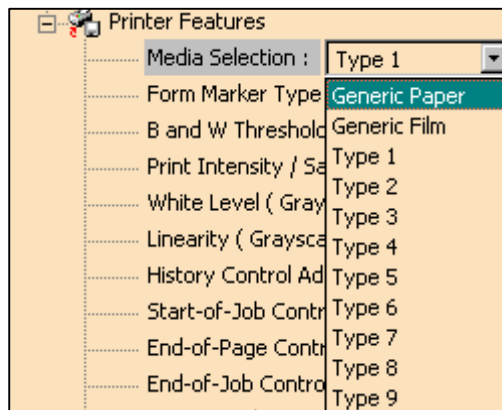 Printer Features
Media Selection : Type 1
Form Marker Type Generic Paper
B and W Threshold Generic Film
Print Intensity / Sa Type 1
White Level ( Gray Type 2
Linearity ( Graysca Type 3
History Control Ad Type 4
Start-of-Job Contr Type 5
End-of-Page Contr Type 6
End-of-Job Contro Type 7
Type 8
Type 9